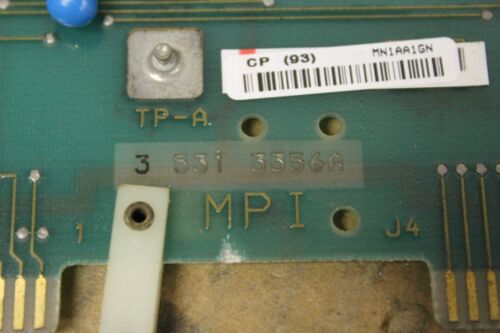 CP (93) MN1AA1GN
TP-A
3 531 3356A
MPI
1 J4